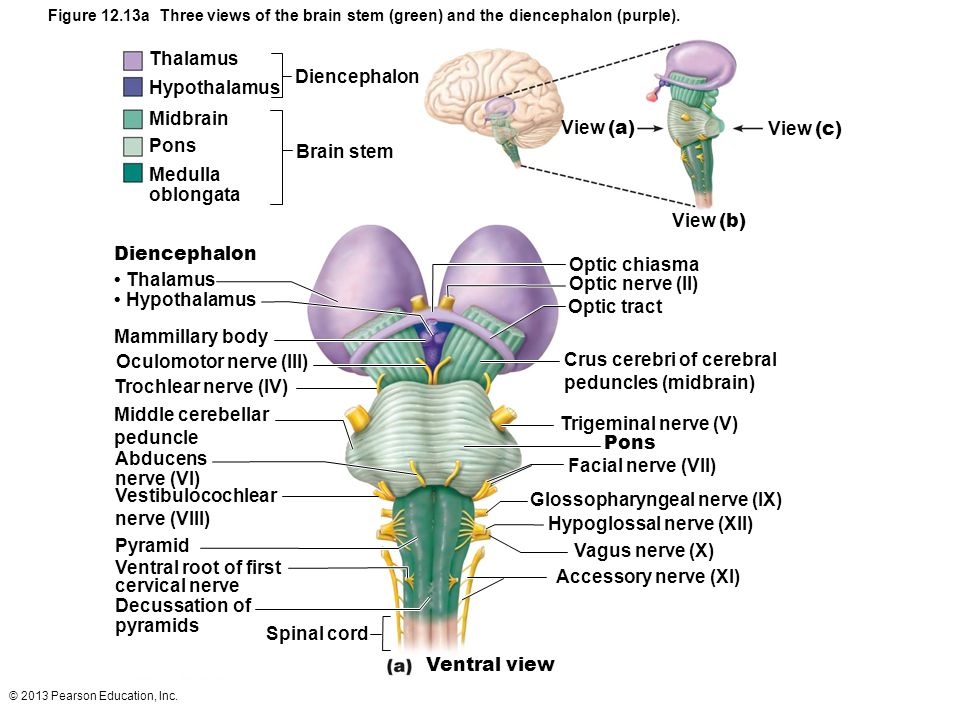 Figure 12.13a Three views of the brain stem (green) and the diencephalon (purple).
Thalamus
Hypothalamus
Diencephalon
Midbrain
Pons
Medulla
oblongata
Brain stem
View (a)
View (c)
View (b)
Diencephalon
• Thalamus
• Hypothalamus
Mammillary body
Oculomotor nerve (III)
Trochlear nerve (IV)
Middle cerebellar
peduncle
Abducens
nerve (VI)
Vestibulocochlear
nerve (VIII)
Pyramid
Ventral root of first
cervical nerve
Decussation of
pyramids
Spinal cord
Optic chiasma
Optic nerve (II)
Optic tract
Crus cerebri of cerebral
peduncles (midbrain)
Trigeminal nerve (V)
Pons
Facial nerve (VII)
Glossopharyngeal nerve (IX)
Hypoglossal nerve (XII)
Vagus nerve (X)
Accessory nerve (XI)
(a) Ventral view
© 2013 Pearson Education, Inc.